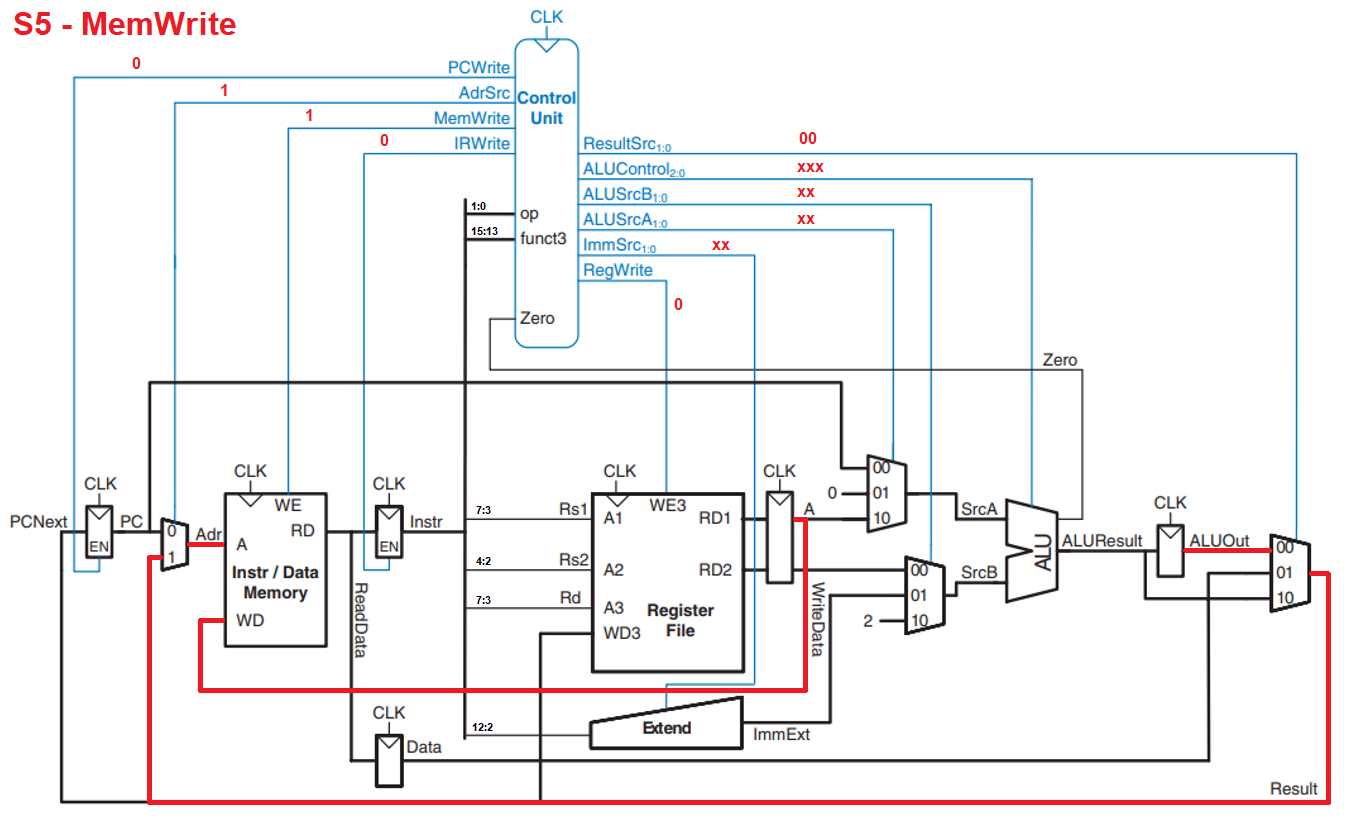 S5 - MemWrite
CLK
0
PCWrite
1
AdrSrc
Control
Unit
1
MemWrite
0
IRWrite
ResultSrc1:0
00
ALUControl2:0
xxx
ALUSrcB1:0
xx
ALUSrcA1:0
xx
ImmSrc1:0
xx
RegWrite
0
1:0
op
15:13
funct3
Zero
Zero
CLK
CLK
CLK
CLK
CLK
CLK
PCNext
PC
EN
0
1
Adr
WE
RD
A
Instr / Data
Memory
WD
EN
Instr
ReadData
7:3
Rs1
A1
WE3
RD1
4:2
Rs2
A2
RD2
7:3
Rd
A3
Register
File
WD3
A
WriteData
0
00
01
10
SrcA
00
01
2
10
SrcB
ALU
ALUResult
ALUOut
00
01
10
CLK
Data
12:2
Extend
ImmExt
Result